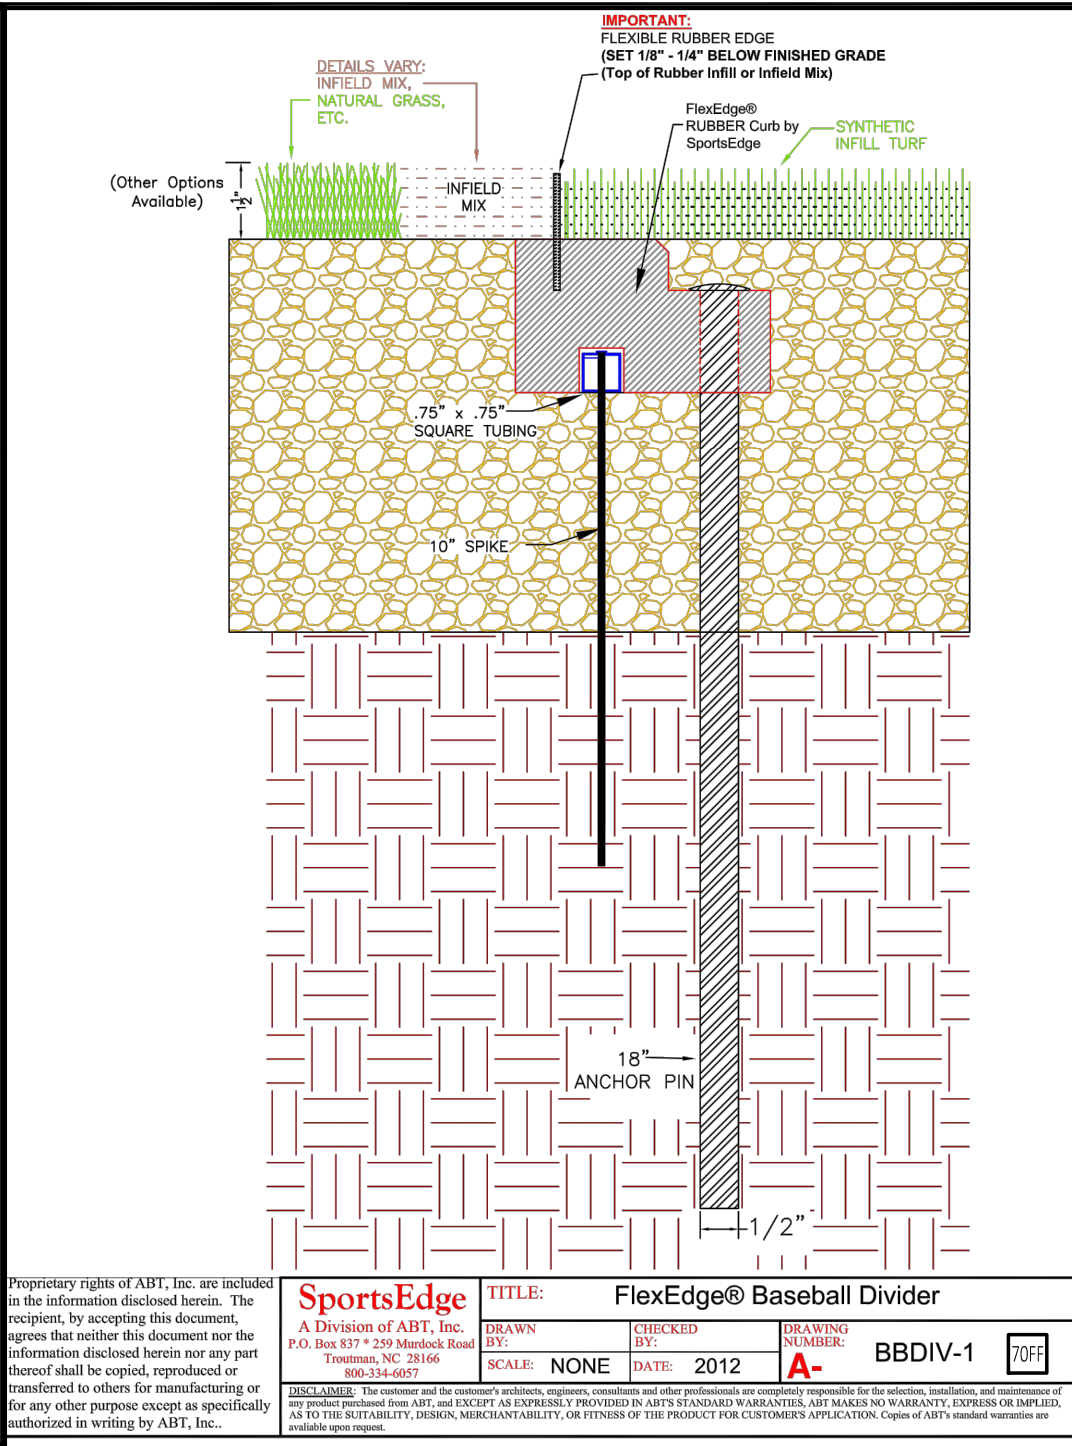 IMPORTANT:
FLEXIBLE RUBBER EDGE
(SET 1/8" - 1/4" BELOW FINISHED GRADE
(Top of Rubber Infill or Infield Mix)
DETAILS VARY:
INFIELD MIX,
NATURAL GRASS,
ETC.
FlexEdge®
RUBBER Curb by
SportsEdge
SYNTHETIC
INFILL TURF
(Other Options
Available)
1 1/2"
INFIELD
MIX
.75" x .75"
SQUARE TUBING
10" SPIKE
18"
ANCHOR PIN
1/2"
Proprietary rights of ABT, Inc. are included
in the information disclosed herein. The
recipient, by accepting this document,
agrees that neither this document nor the
information disclosed herein nor any part
thereof shall be copied, reproduced or
transferred to others for manufacturing or
for any other purpose except as specifically
authorized in writing by ABT, Inc..
SportsEdge
A Division of ABT, Inc.
P.O. Box 837 * 259 Murdock Road
Troutman, NC 28166
800-334-6057
TITLE: FlexEdge® Baseball Divider
DRAWN
BY:
CHECKED
BY:
DRAWING
NUMBER:
A-
BBDIV-1
70FF
SCALE: NONE
DATE: 2012
DISCLAIMER: The customer and the customer's architects, engineers, consultants and other professionals are completely responsible for the selection, installation, and maintenance of
any product purchased from ABT, and EXCEPT AS EXPRESSLY PROVIDED IN ABT'S STANDARD WARRANTIES, ABT MAKES NO WARRANTY, EXPRESS OR IMPLIED,
AS TO THE SUITABILITY, DESIGN, MERCHANTABILITY, OR FITNESS OF THE PRODUCT FOR CUSTOMER'S APPLICATION. Copies of ABT's standard warranties are
avaliable upon request.